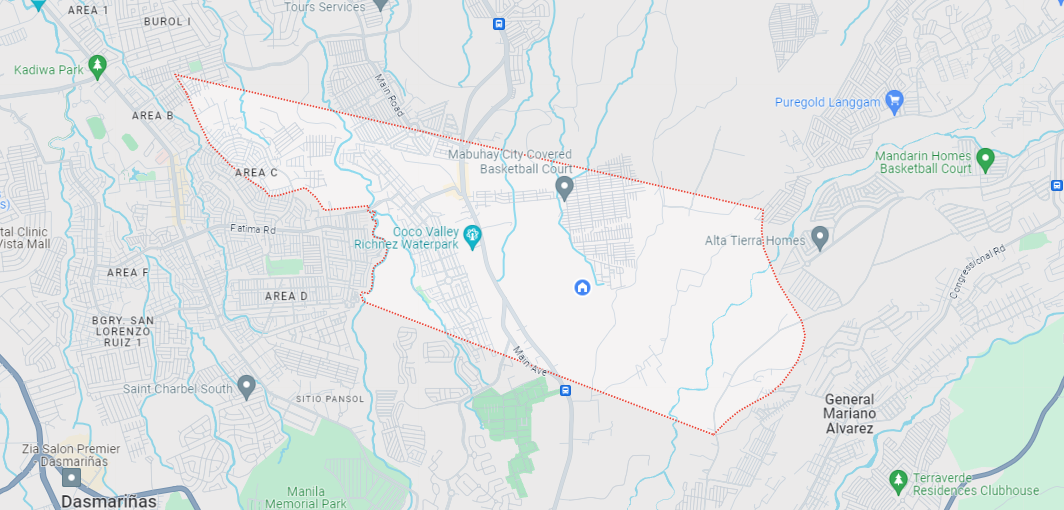 AREA 1
BUROL I
Tours Services
Kadiwa Park
Main Road
Puregold Langgam
AREA B
Mabuhay City Covered
Basketball Court
Mandarin Homes
Basketball Court
AREA C
tal Clinic
Vista Mall
Fatima Rd
Coco Valley
Richnez Waterpark
Alta Tierra Homes
Congressional Rd
AREA F
AREA D
BGRY. SAN
LORENZO
RUIZ 1
Main Ave
Saint Charbel South
SITIO PANSOL
General
Mariano
Alvarez
Zia Salon Premier
Dasmariñas
Terraverde
Residences Clubhouse
Manila
Memorial Park
Dasmariñas